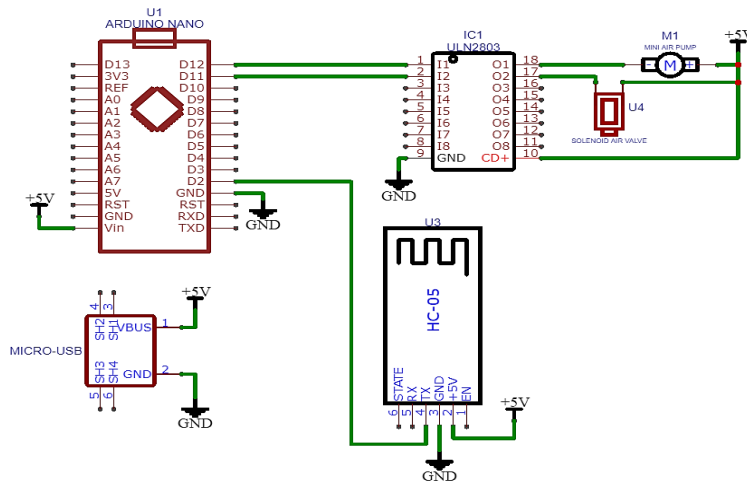 U1
ARDUINO NANO
D13
3V3
REF
A0
A1
A2
A3
A4
A5
A6
A7
5V
RST
GND
Vin
D12
D11
D10
D9
D8
D7
D6
D5
D4
D3
D2
GND
RST
RXD
TXD
+5V
GND
IC1
ULN2803
1 I1
2 I2
3 I3
4 I4
5 I5
6 I6
7 I7
8 I8
9 GND
O1 18
O2 17
O3 16
O4 15
O5 14
O6 13
O7 12
O8 11
CD+ 10
GND
M1
MINI AIR PUMP
- M +
+5V
U4
SOLENOID AIR VALVE
MICRO-USB
4 SH2
3 SH1
VBUS 1
GND 2
5 SH3
6 SH4
+5V
GND
U3
HC-05
STATE
RX
TX
GND
+5V
EN
6
5
4
3
2
1
+5V
GND